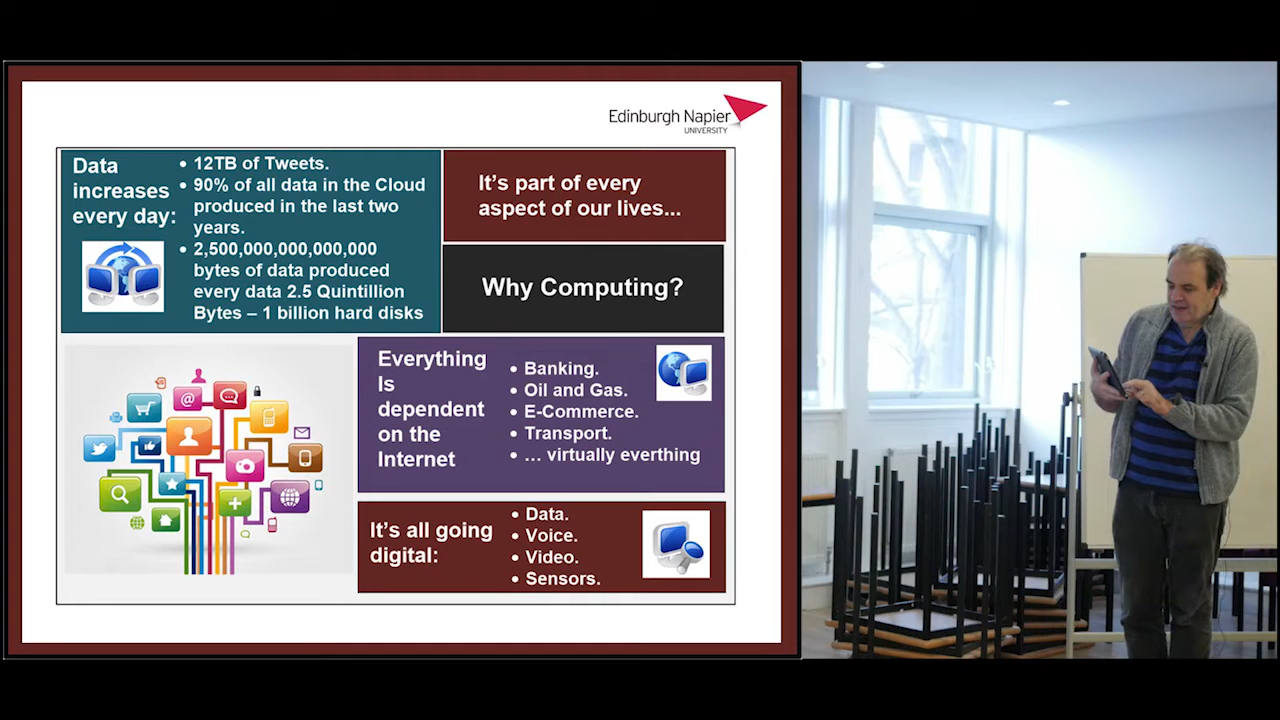 Edinburgh Napier
UNIVERSITY
Data
increases
every day:
• 12TB of Tweets.
• 90% of all data in the Cloud
produced in the last two
years.
• 2,500,000,000,000,000
bytes of data produced
every data 2.5 Quintillion
Bytes – 1 billion hard disks
It's part of every
aspect of our lives...
Why Computing?
Everything
Is
dependent
on the
Internet
• Banking.
• Oil and Gas.
• E-Commerce.
• Transport.
• … virtually everthing
It's all going
digital:
• Data.
• Voice.
• Video.
• Sensors.